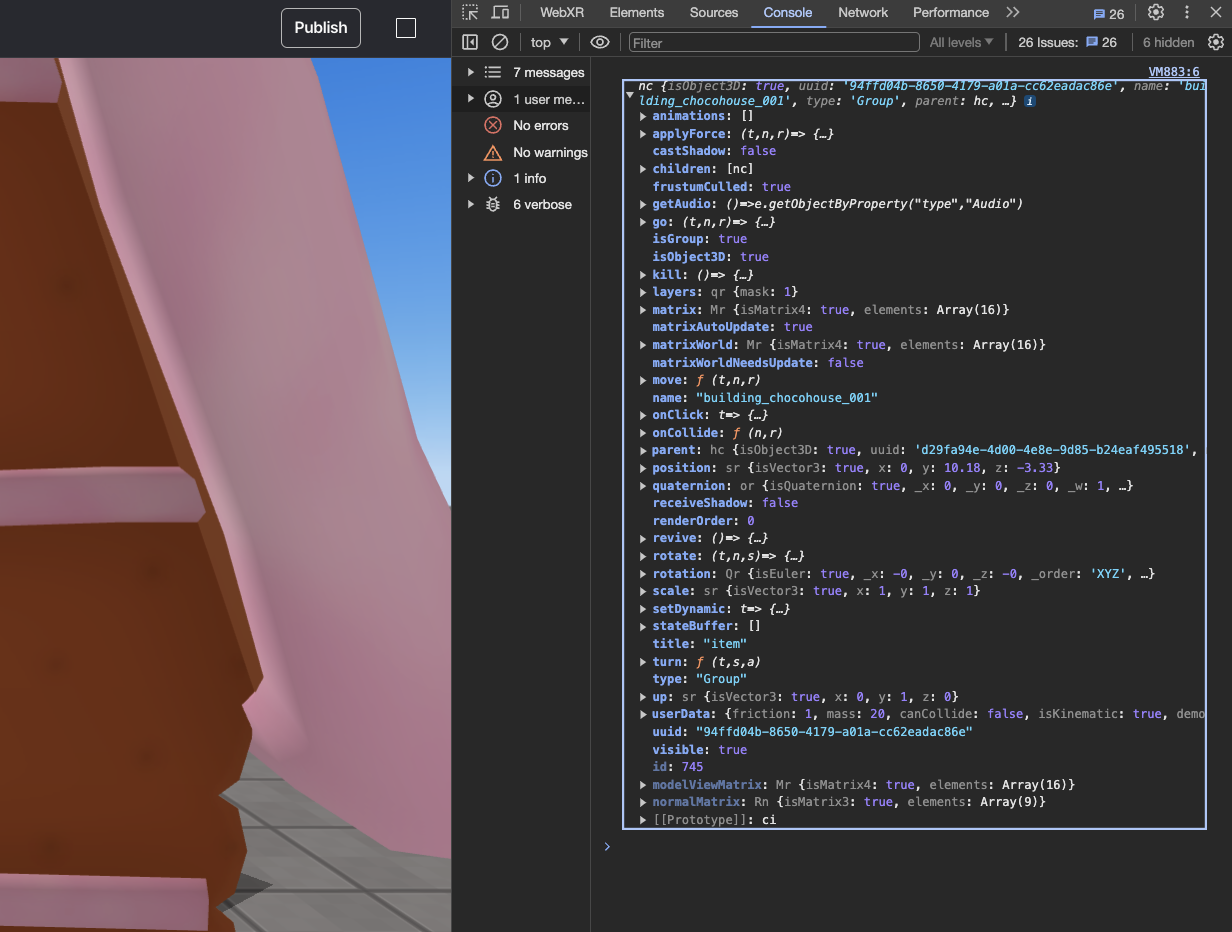 Publish
WebXR Elements Sources Console Network Performance 26
top Filter All levels 26 Issues: 26 6 hidden
7 messages
1 user me…
No errors
No warnings
1 info
6 verbose
VM883:6
nc {isObject3D: true, uuid: '94ffd04b-8650-4179-a01a-cc62eadac86e', name: 'bui
lding_chocohouse_001', type: 'Group', parent: hc, …} i
animations: []
applyForce: (t,n,r)=> {…}
castShadow: false
children: [nc]
frustumCulled: true
getAudio: ()=>e.getObjectByProperty("type","Audio")
go: (t,n,r)=> {…}
isGroup: true
isObject3D: true
kill: ()=> {…}
layers: qr {mask: 1}
matrix: Mr {isMatrix4: true, elements: Array(16)}
matrixAutoUpdate: true
matrixWorld: Mr {isMatrix4: true, elements: Array(16)}
matrixWorldNeedsUpdate: false
move: ƒ (t,n,r)
name: "building_chocohouse_001"
onClick: t=> {…}
onCollide: ƒ (n,r)
parent: hc {isObject3D: true, uuid: 'd29fa94e-4d00-4e8e-9d85-b24eaf495518',
position: sr {isVector3: true, x: 0, y: 10.18, z: -3.33}
quaternion: or {isQuaternion: true, _x: 0, _y: 0, _z: 0, _w: 1, …}
receiveShadow: false
renderOrder: 0
revive: ()=> {…}
rotate: (t,n,s)=> {…}
rotation: Qr {isEuler: true, _x: -0, _y: 0, _z: -0, _order: 'XYZ', …}
scale: sr {isVector3: true, x: 1, y: 1, z: 1}
setDynamic: t=> {…}
stateBuffer: []
title: "item"
turn: ƒ (t,s,a)
type: "Group"
up: sr {isVector3: true, x: 0, y: 1, z: 0}
userData: {friction: 1, mass: 20, canCollide: false, isKinematic: true, demo
uuid: "94ffd04b-8650-4179-a01a-cc62eadac86e"
visible: true
id: 745
modelViewMatrix: Mr {isMatrix4: true, elements: Array(16)}
normalMatrix: Rn {isMatrix3: true, elements: Array(9)}
[[Prototype]]: ci